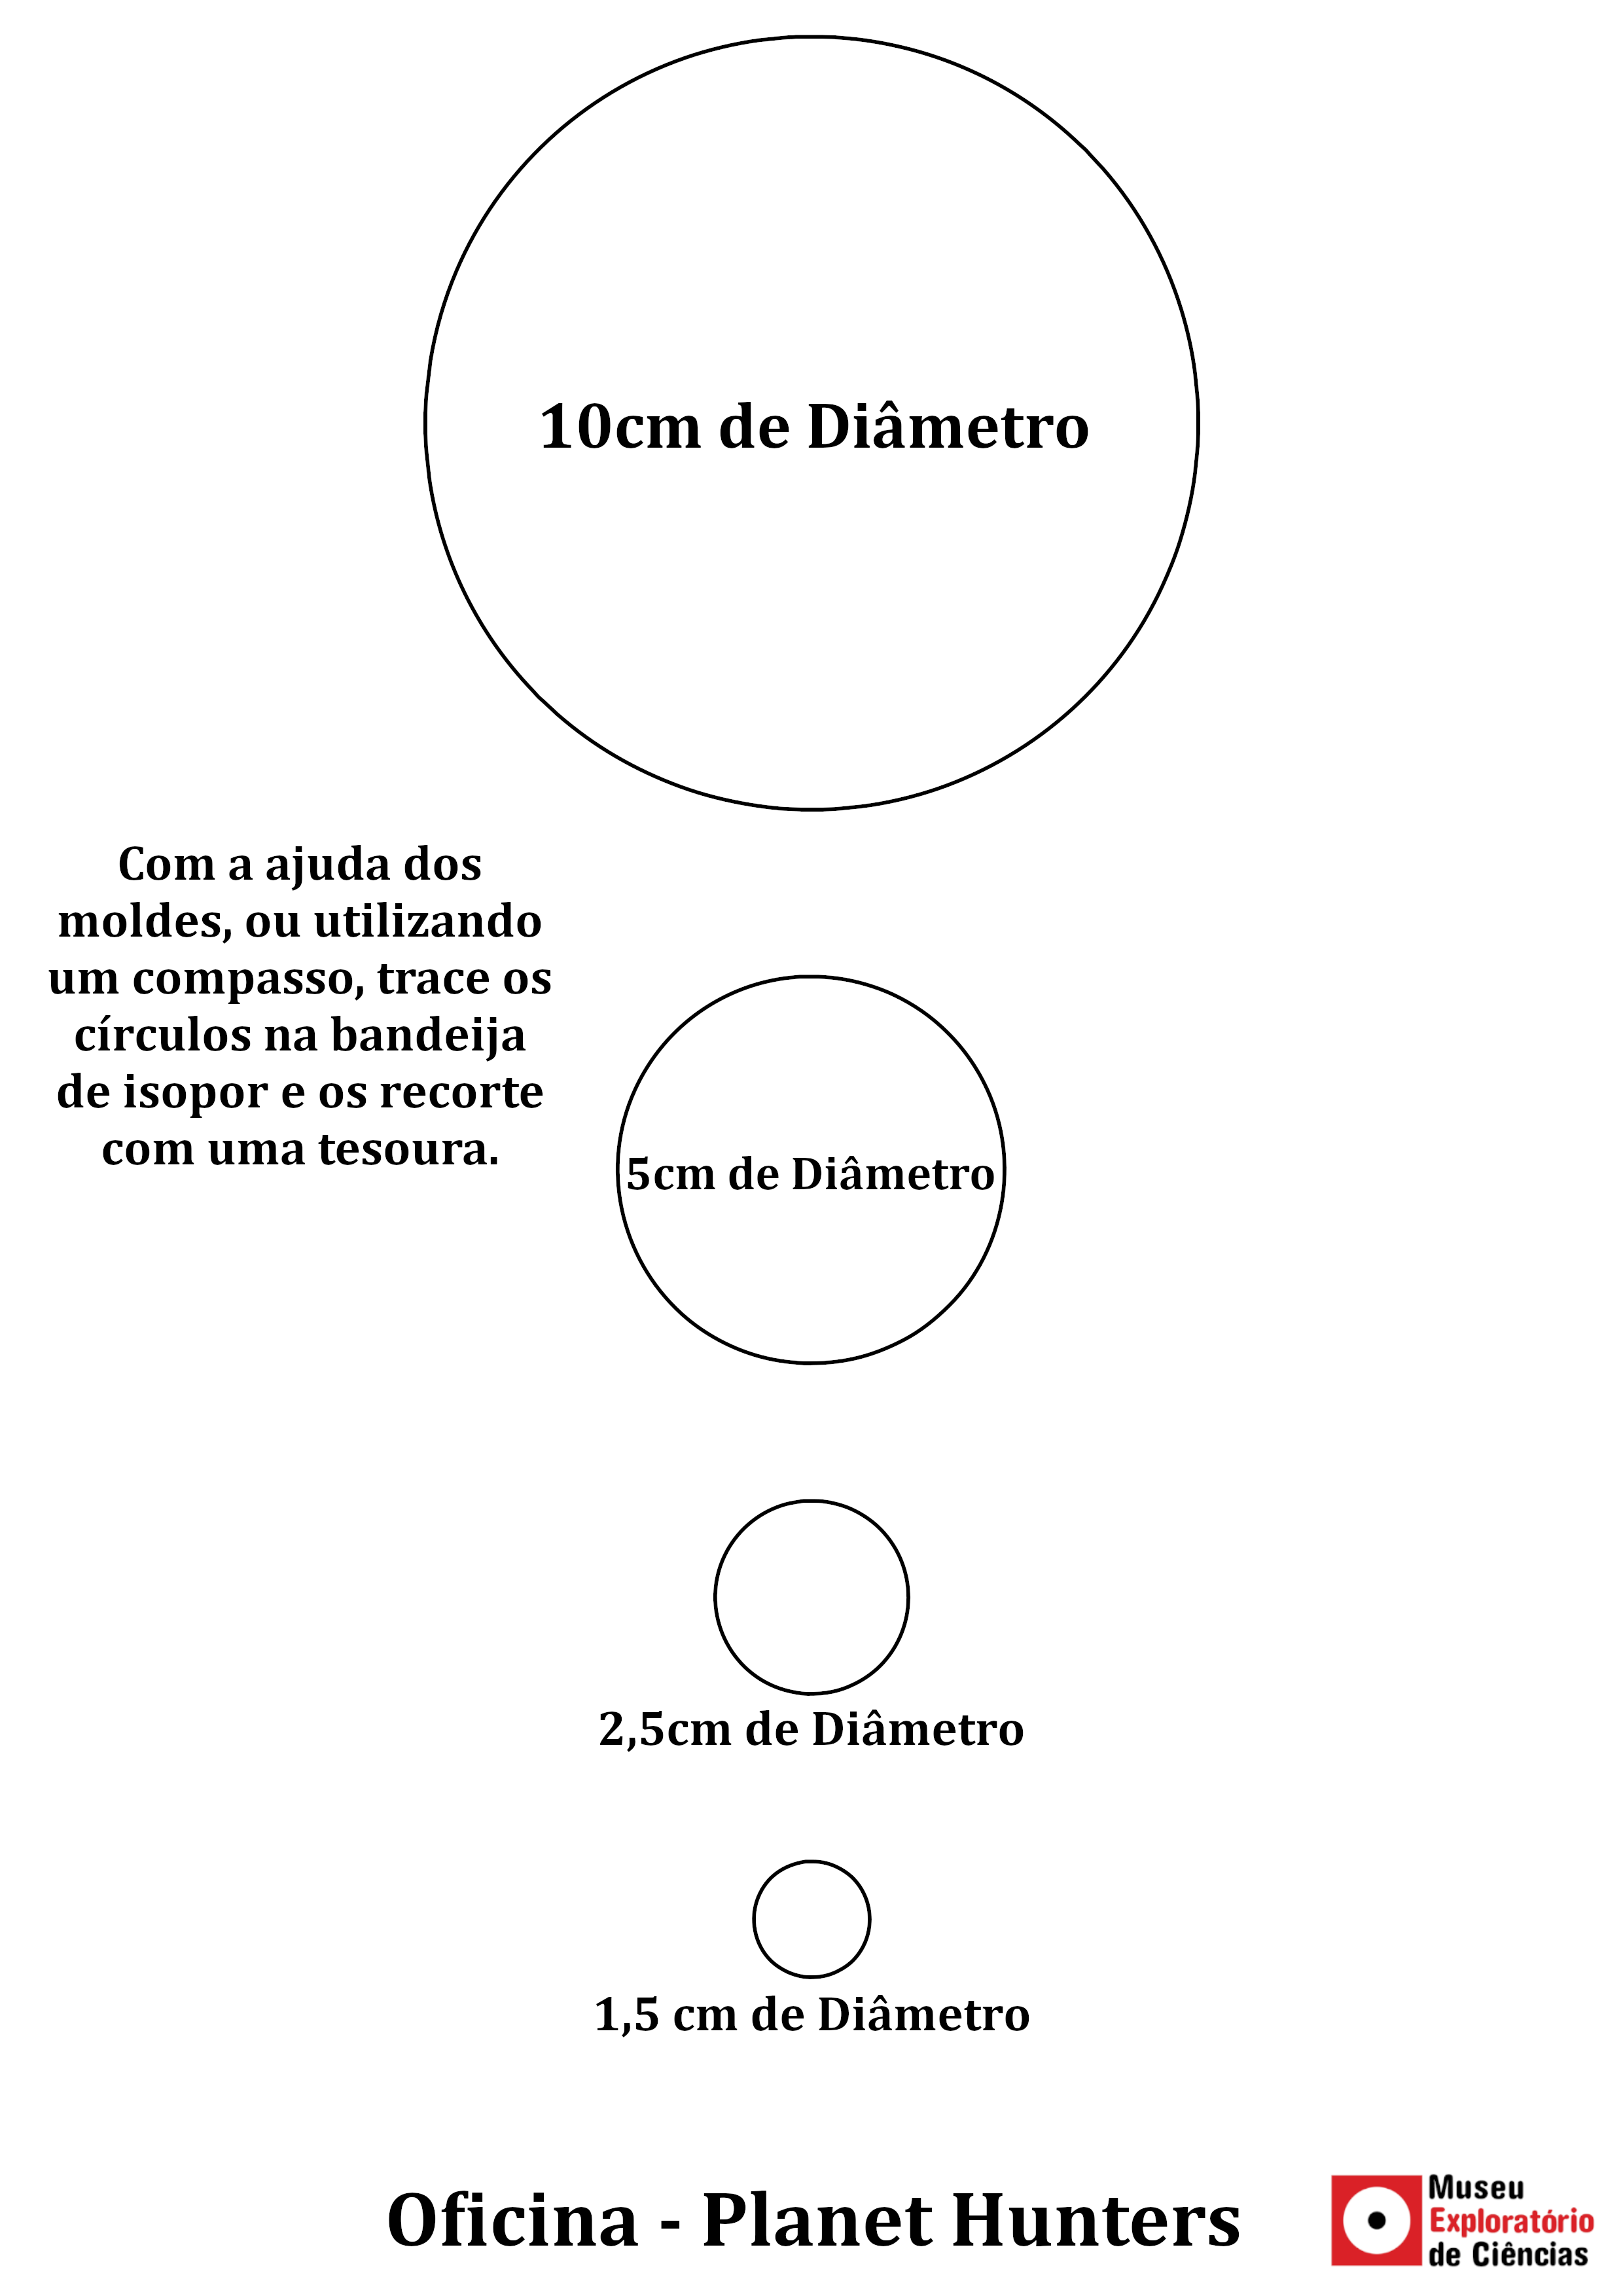 10cm de Diâmetro
Com a ajuda dos
moldes, ou utilizando
um compasso, trace os
círculos na bandeija
de isopor e os recorte
com uma tesoura.
5cm de Diâmetro
2,5cm de Diâmetro
1,5 cm de Diâmetro
Oficina - Planet Hunters
Museu
Exploratório
de Ciências